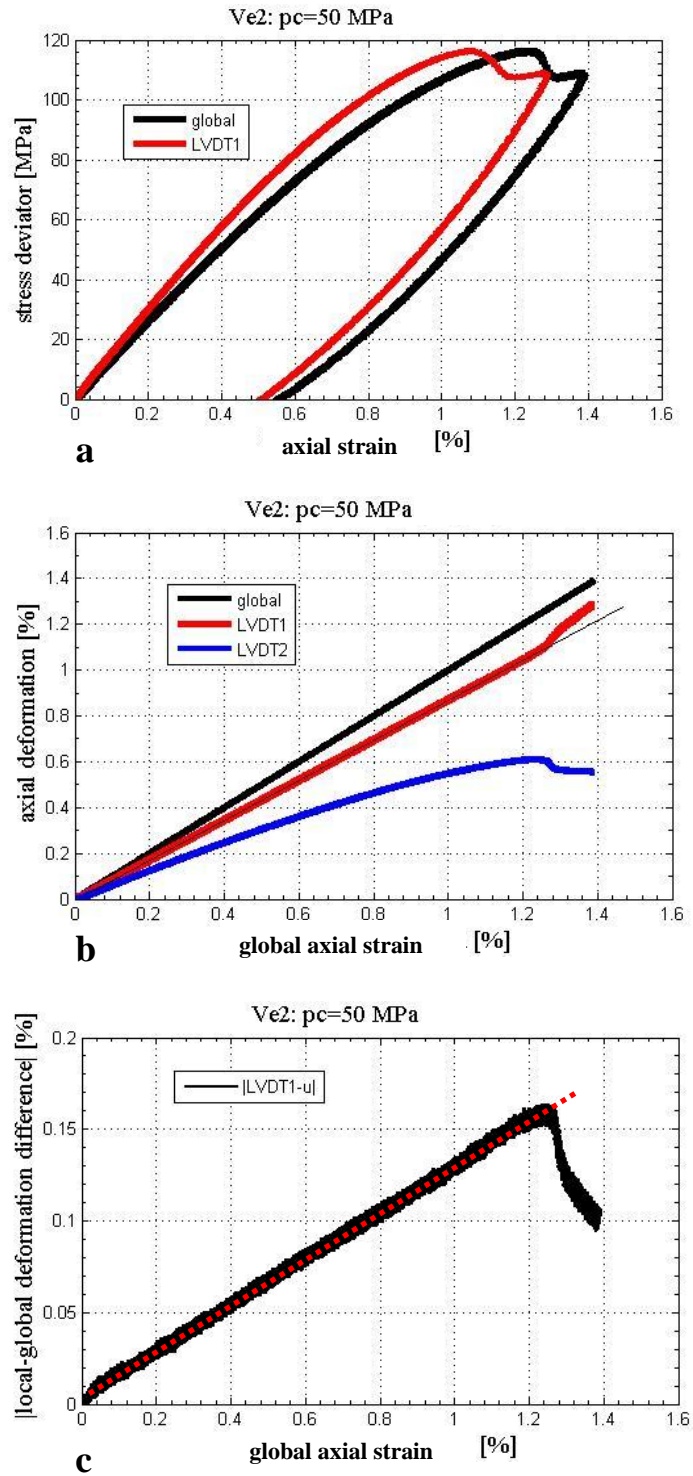 Ve2: pc=50 MPa
120
100
80
60
40
20
0
stress deviator [MPa]
global
LVDT1
0
0.2
0.4
0.6
0.8
1
1.2
1.4
1.6
a
axial strain [%]
Ve2: pc=50 MPa
1.6
1.4
1.2
1
0.8
0.6
0.4
0.2
0
axial deformation [%]
global
LVDT1
LVDT2
0
0.2
0.4
0.6
0.8
1
1.2
1.4
1.6
b
global axial strain [%]
Ve2: pc=50 MPa
0.2
0.15
0.1
0.05
0
|local-global deformation difference| [%]
|LVDT1-u|
0
0.2
0.4
0.6
0.8
1
1.2
1.4
1.6
c
global axial strain [%]